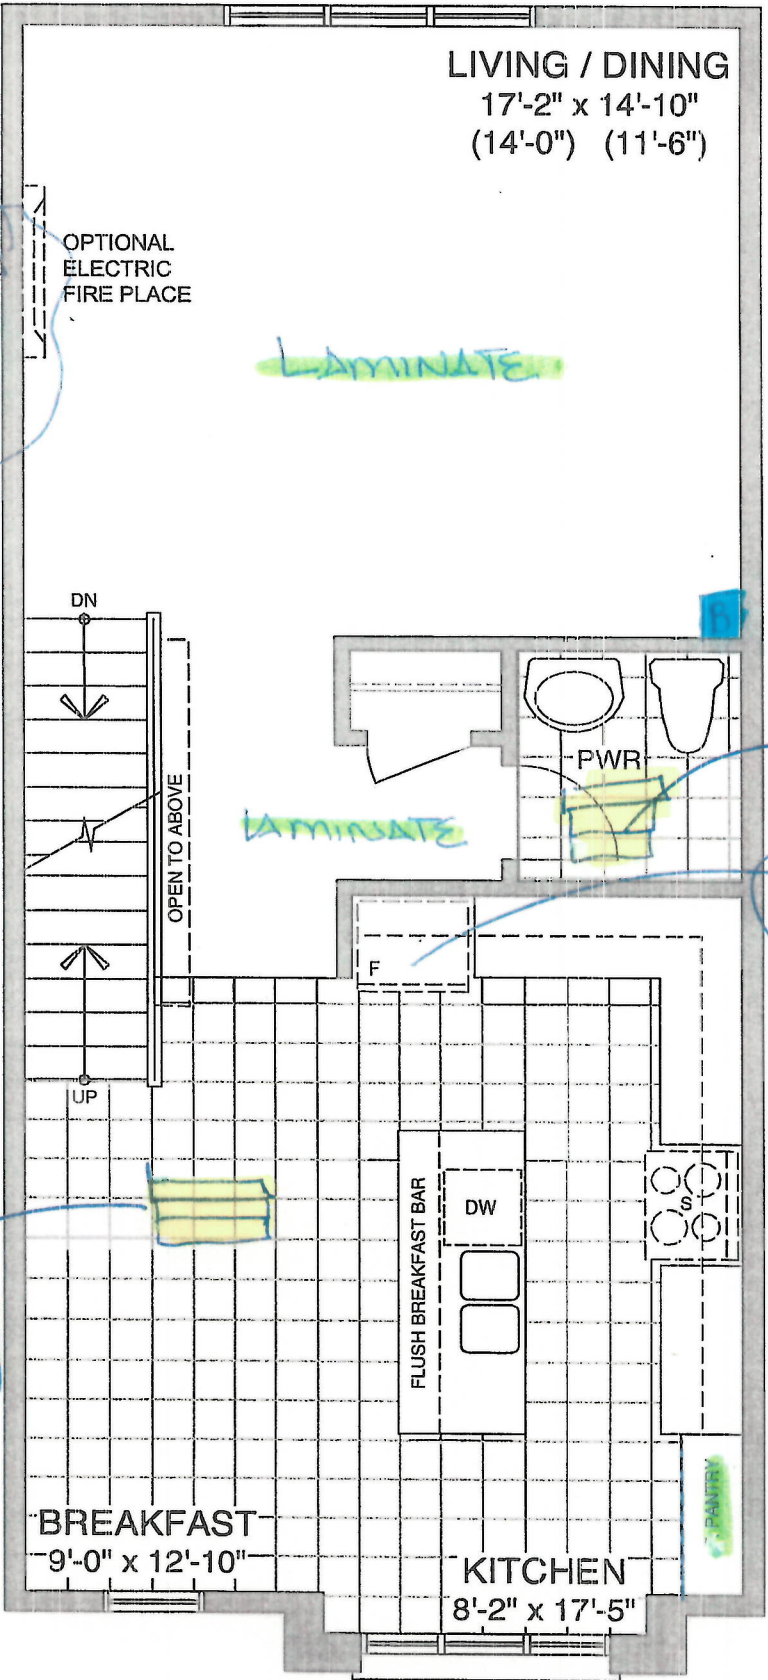 LIVING / DINING
17'-2" x 14'-10"
(14'-0") (11'-6")
OPTIONAL
ELECTRIC
FIRE PLACE
LAMINATE
DN
B
PWR
OPEN TO ABOVE
LAMINATE
F
UP
FLUSH BREAKFAST BAR
DW
S
PANTRY
BREAKFAST
9'-0" x 12'-10"
KITCHEN
8'-2" x 17'-5"